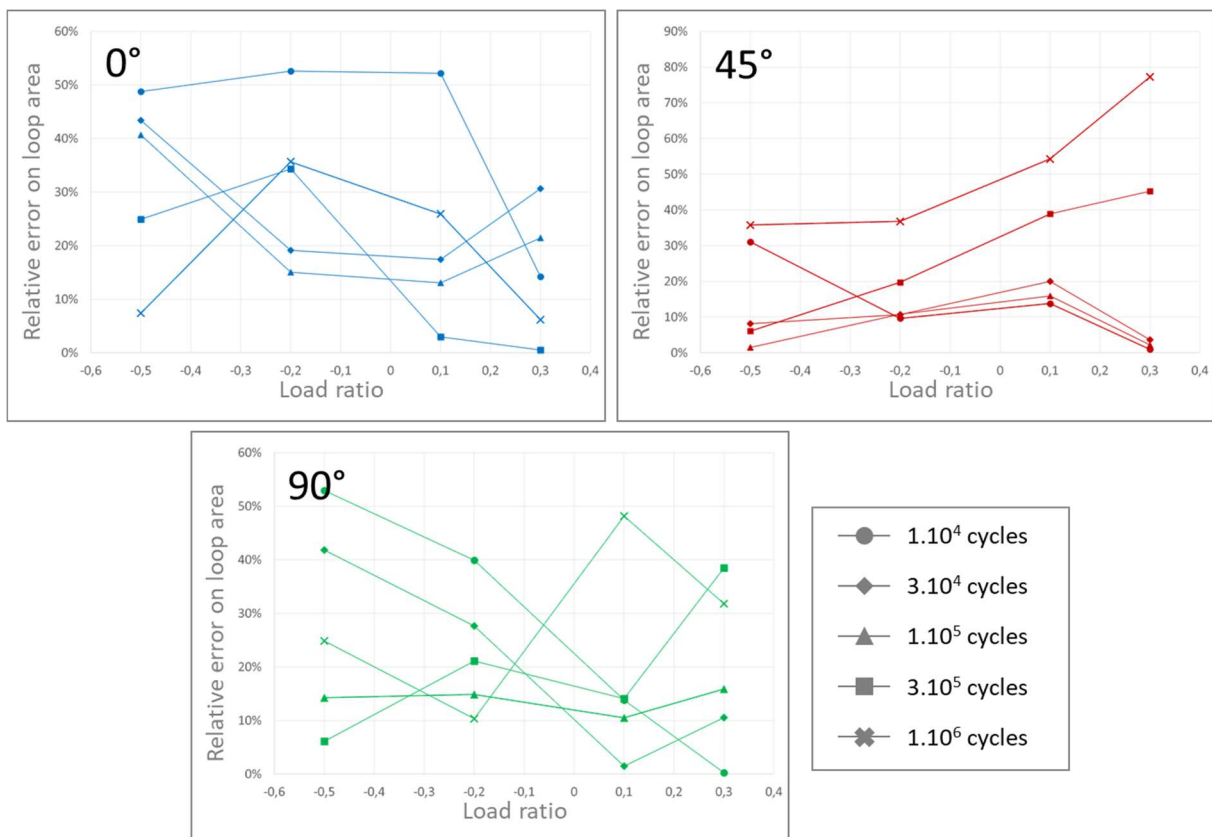 0°
Relative error on loop area
60%
50%
40%
30%
20%
10%
0%
-0,6 -0,5 -0,4 -0,3 -0,2 -0,1 0 0,1 0,2 0,3 0,4
Load ratio
45°
Relative error on loop area
90%
80%
70%
60%
50%
40%
30%
20%
10%
0%
-0,6 -0,5 -0,4 -0,3 -0,2 -0,1 0 0,1 0,2 0,3 0,4
Load ratio
90°
Relative error on loop area
60%
50%
40%
30%
20%
10%
0%
-0,6 -0,5 -0,4 -0,3 -0,2 -0,1 0 0,1 0,2 0,3 0,4
Load ratio
1.10⁴ cycles
3.10⁴ cycles
1.10⁵ cycles
3.10⁵ cycles
1.10⁶ cycles